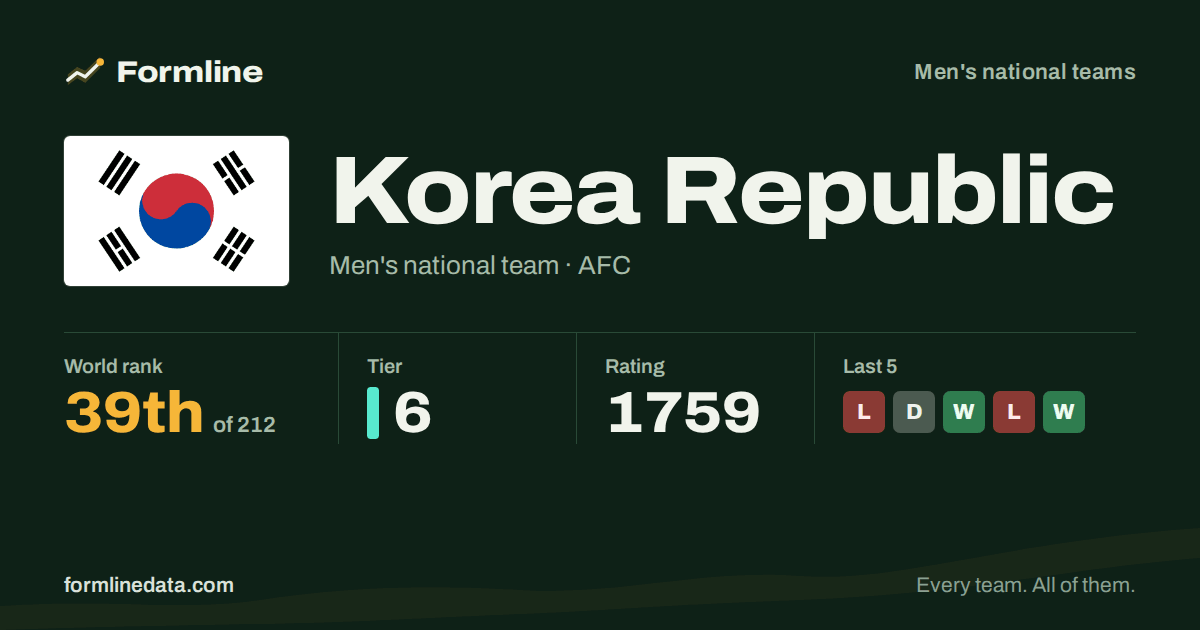 Formline
Men's national teams
Korea Republic
Men's national team · AFC
World rank
Tier
Rating
Last 5
39th of 212
6
1759
L D W L W
formlinedata.com
Every team. All of them.